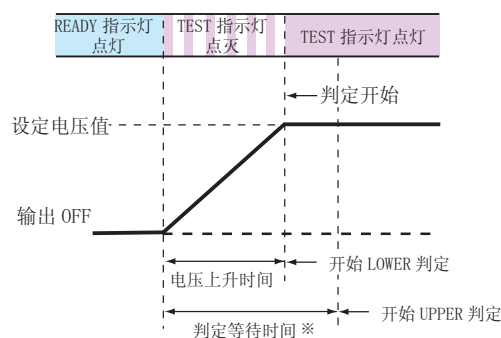 READY 指示灯
点灯
TEST 指示灯
点灭
TEST 指示灯点灯
判定开始
设定电压值
输出 OFF
电压上升时间
开始 LOWER 判定
判定等待时间※
开始 UPPER 判定